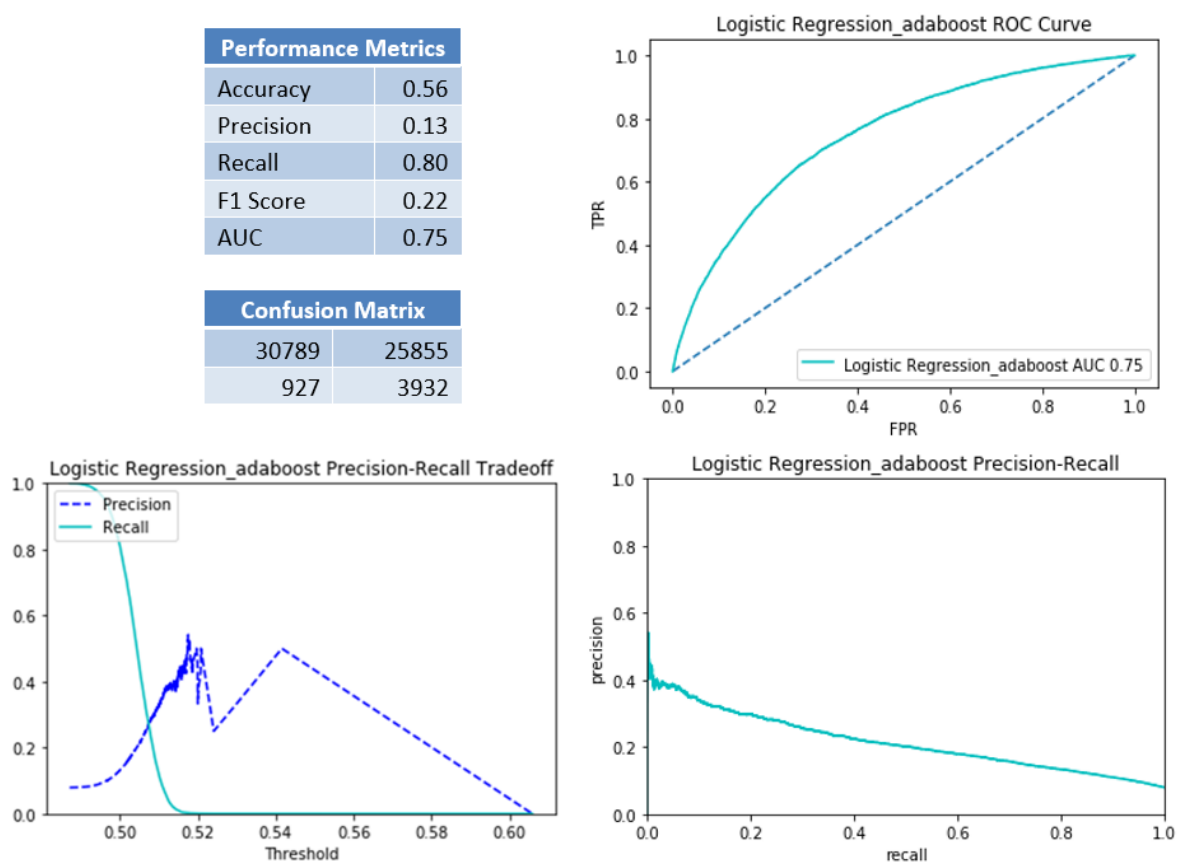 Performance Metrics
Accuracy 0.56
Precision 0.13
Recall 0.80
F1 Score 0.22
AUC 0.75
Confusion Matrix
30789 25855
927 3932
Logistic Regression_adaboost ROC Curve
1.0
0.8
0.6
0.4
0.2
0.0
TPR
Logistic Regression_adaboost AUC 0.75
0.0 0.2 0.4 0.6 0.8 1.0
FPR
Logistic Regression_adaboost Precision-Recall Tradeoff
1.0
0.8
0.6
0.4
0.2
0.0
Precision
Recall
0.50 0.52 0.54 0.56 0.58 0.60
Threshold
Logistic Regression_adaboost Precision-Recall
1.0
0.8
0.6
0.4
0.2
0.0
precision
0.0 0.2 0.4 0.6 0.8 1.0
recall